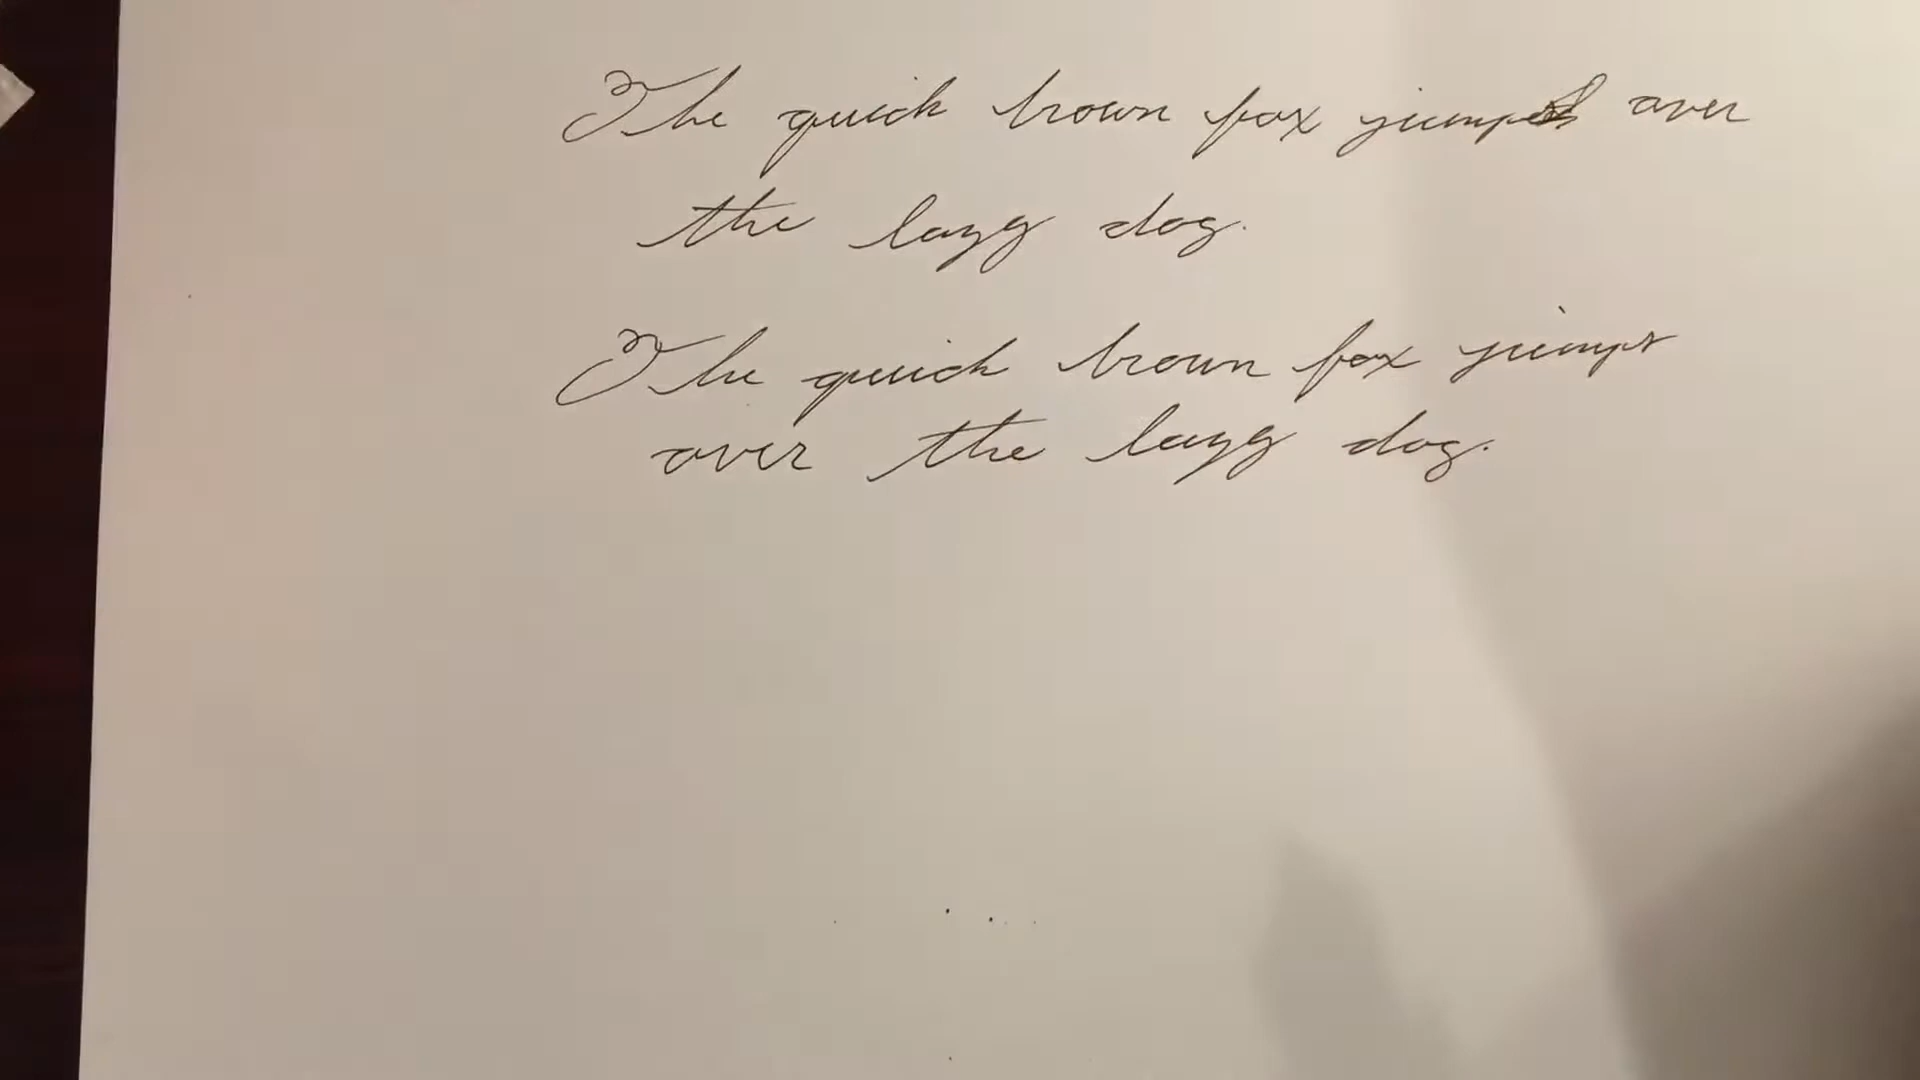 The quick brown fox jumps over
the lazy dog.
The quick brown fox jumps
over the lazy dog.